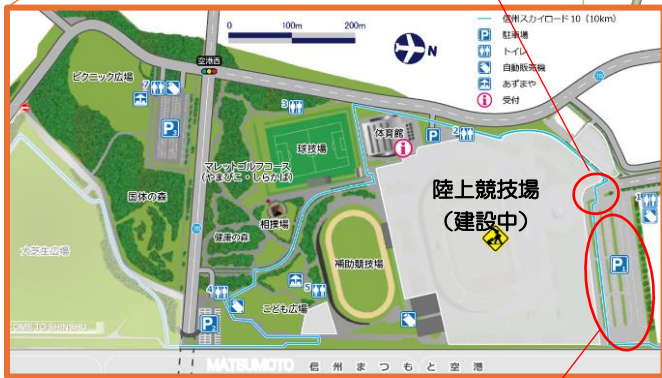 0 100m 200m
N
信州スカイロード10（10km）
P 駐車場
トイレ
自動販売機
あずまや
i 受付
空港西
ピクニック広場
7
P3
3
球技場
体育館
i
P
2
マレットゴルフコース
（やまびこ・しらかば）
陸上競技場
（建設中）
1
P1
国体の森
相撲場
健康の森
補助競技場
大芝生広場
4
5
こども広場
P
WELCOME TO SHINSHU
MATSUMOTO 信州まつもと空港